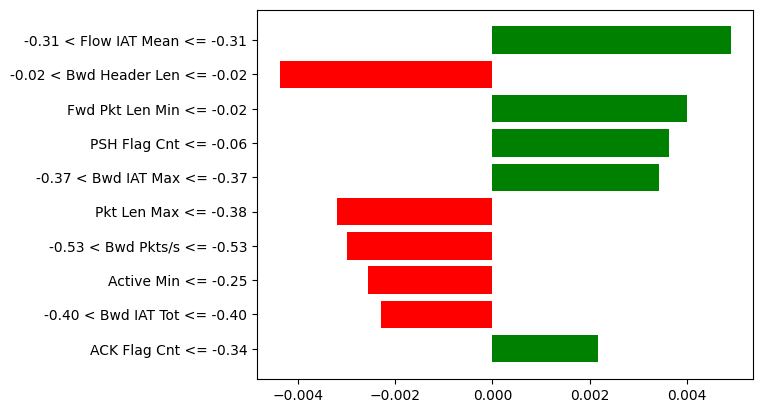 -0.31 < Flow IAT Mean <= -0.31
-0.02 < Bwd Header Len <= -0.02
Fwd Pkt Len Min <= -0.02
PSH Flag Cnt <= -0.06
-0.37 < Bwd IAT Max <= -0.37
Pkt Len Max <= -0.38
-0.53 < Bwd Pkts/s <= -0.53
Active Min <= -0.25
-0.40 < Bwd IAT Tot <= -0.40
ACK Flag Cnt <= -0.34
−0.004 −0.002 0.000 0.002 0.004